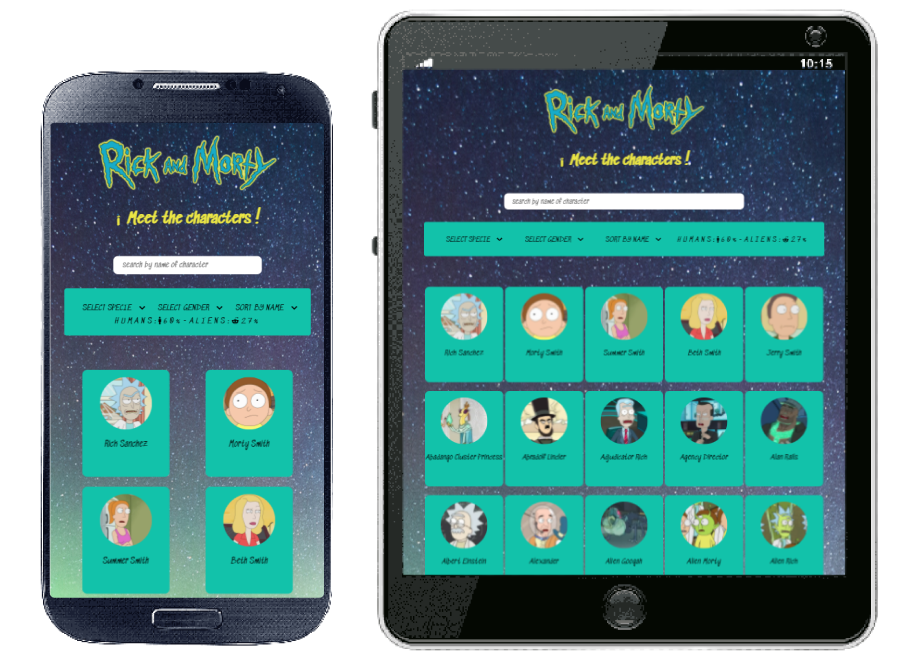 RICK AND MORTY
¡ Meet the characters !
search by name of character
SELECT SPECIE SELECT GENDER SORT BY NAME
HUMANS: 68% - ALIENS: 27%
Rick Sanchez Morty Smith
Summer Smith Beth Smith
10:15
RICK AND MORTY
¡ Meet the characters !
search by name of character
SELECT SPECIE SELECT GENDER SORT BY NAME HUMANS: 68% - ALIENS: 27%
Rick Sanchez Morty Smith Summer Smith Beth Smith Jerry Smith
Abadango Cluster Princess Abradolf Lincler Adjudicator Rick Agency Director Alan Rails
Albert Einstein Alexander Alien Googah Alien Morty Alien Rick